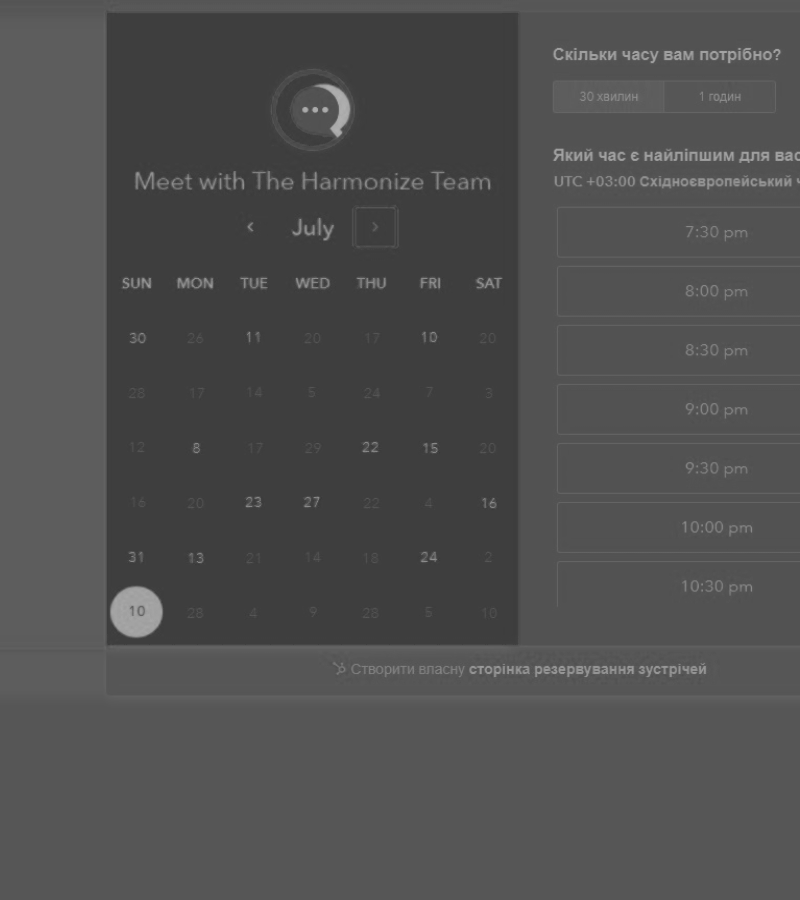 Meet with The Harmonize Team
July
SUN MON TUE WED THU FRI SAT
30 26 11 20 17 10 20
28 17 14 5 24 7 3
12 8 17 29 22 15 20
16 20 23 27 22 4 16
31 13 21 14 18 24 2
10 28 4 9 28 5 10
Скільки часу вам потрібно?
30 хвилин 1 годин
Який час є найліпшим для вас
UTC +03:00 Східноєвропейський ч
7:30 pm
8:00 pm
8:30 pm
9:00 pm
9:30 pm
10:00 pm
10:30 pm
Створити власну сторінка резервування зустрічей